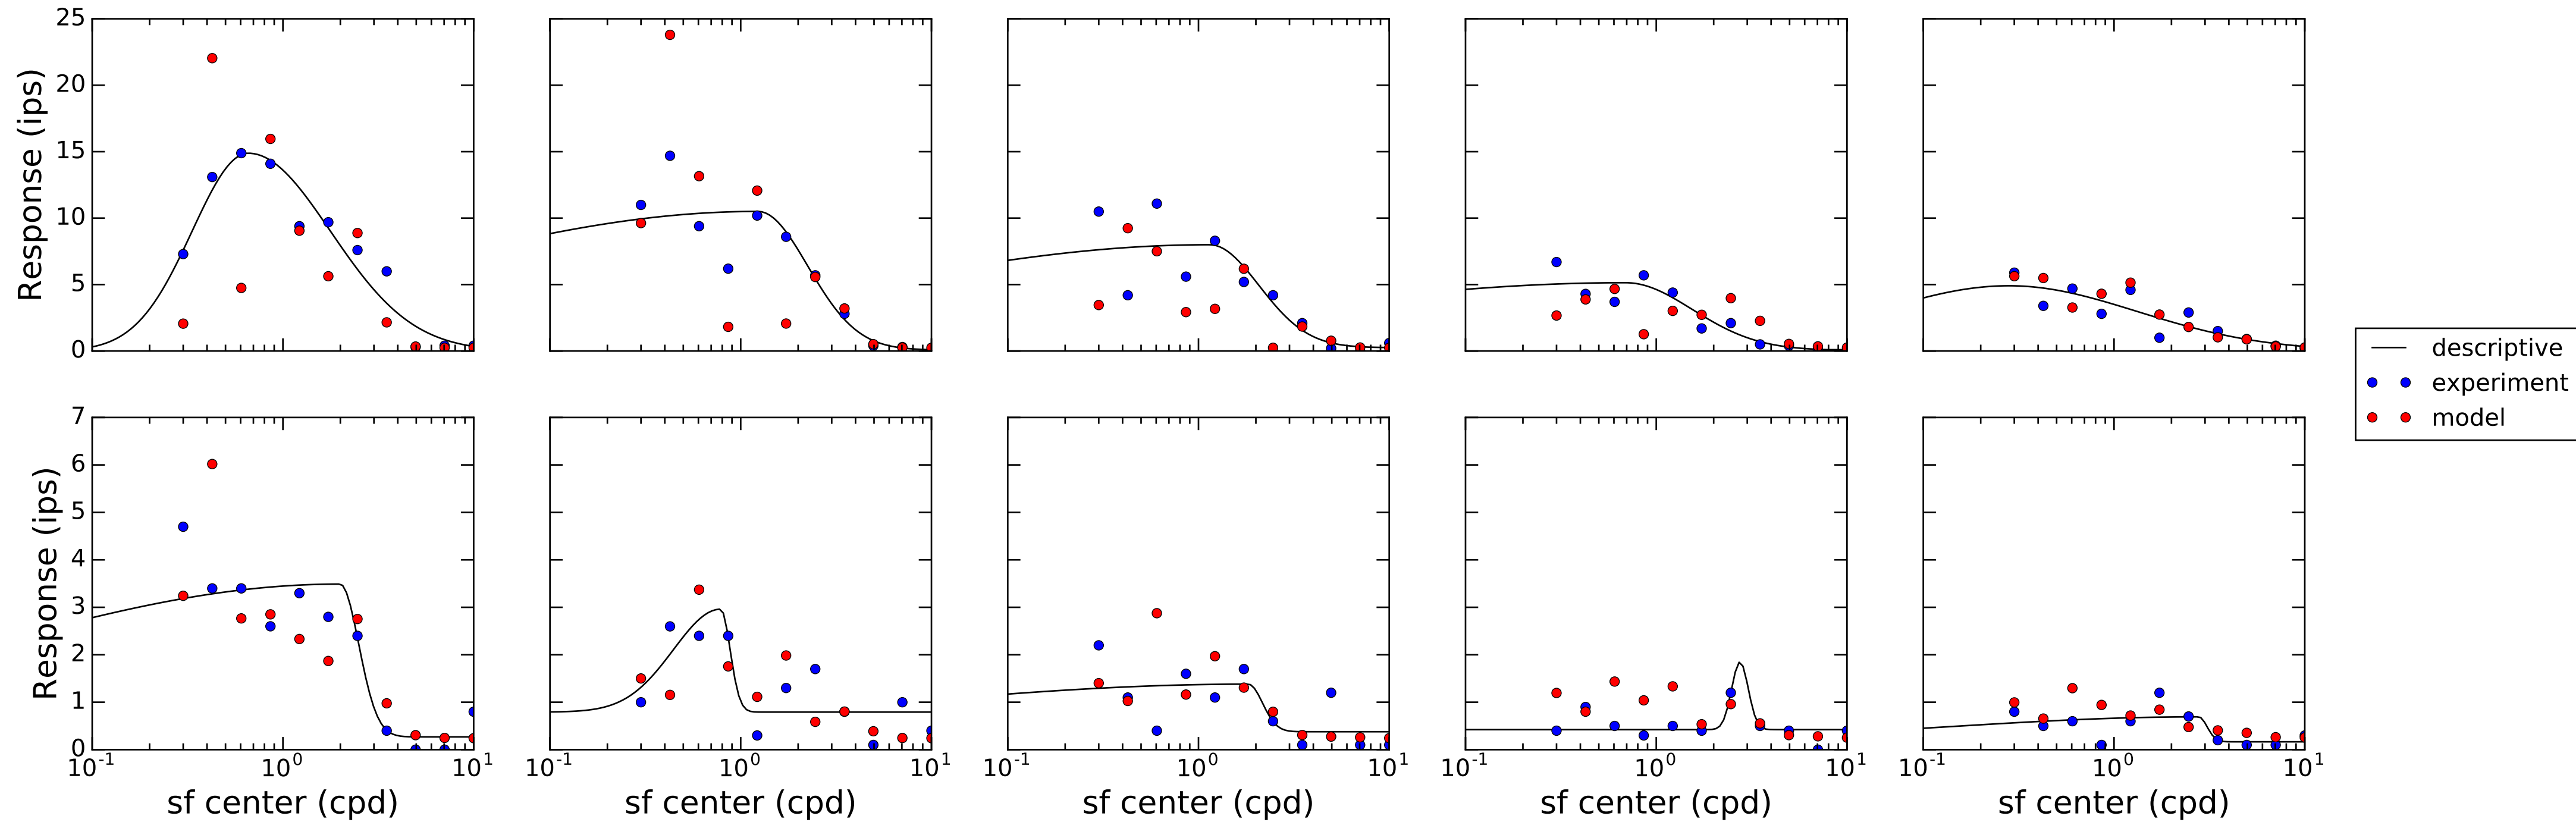 25
20
15
10
5
0
Response (ips)
descriptive
experiment
model
7
6
5
4
3
2
1
0
Response (ips)
10^-1 10^0 10^1 10^-1 10^0 10^1 10^-1 10^0 10^1 10^-1 10^0 10^1 10^-1 10^0 10^1
sf center (cpd) sf center (cpd) sf center (cpd) sf center (cpd) sf center (cpd)